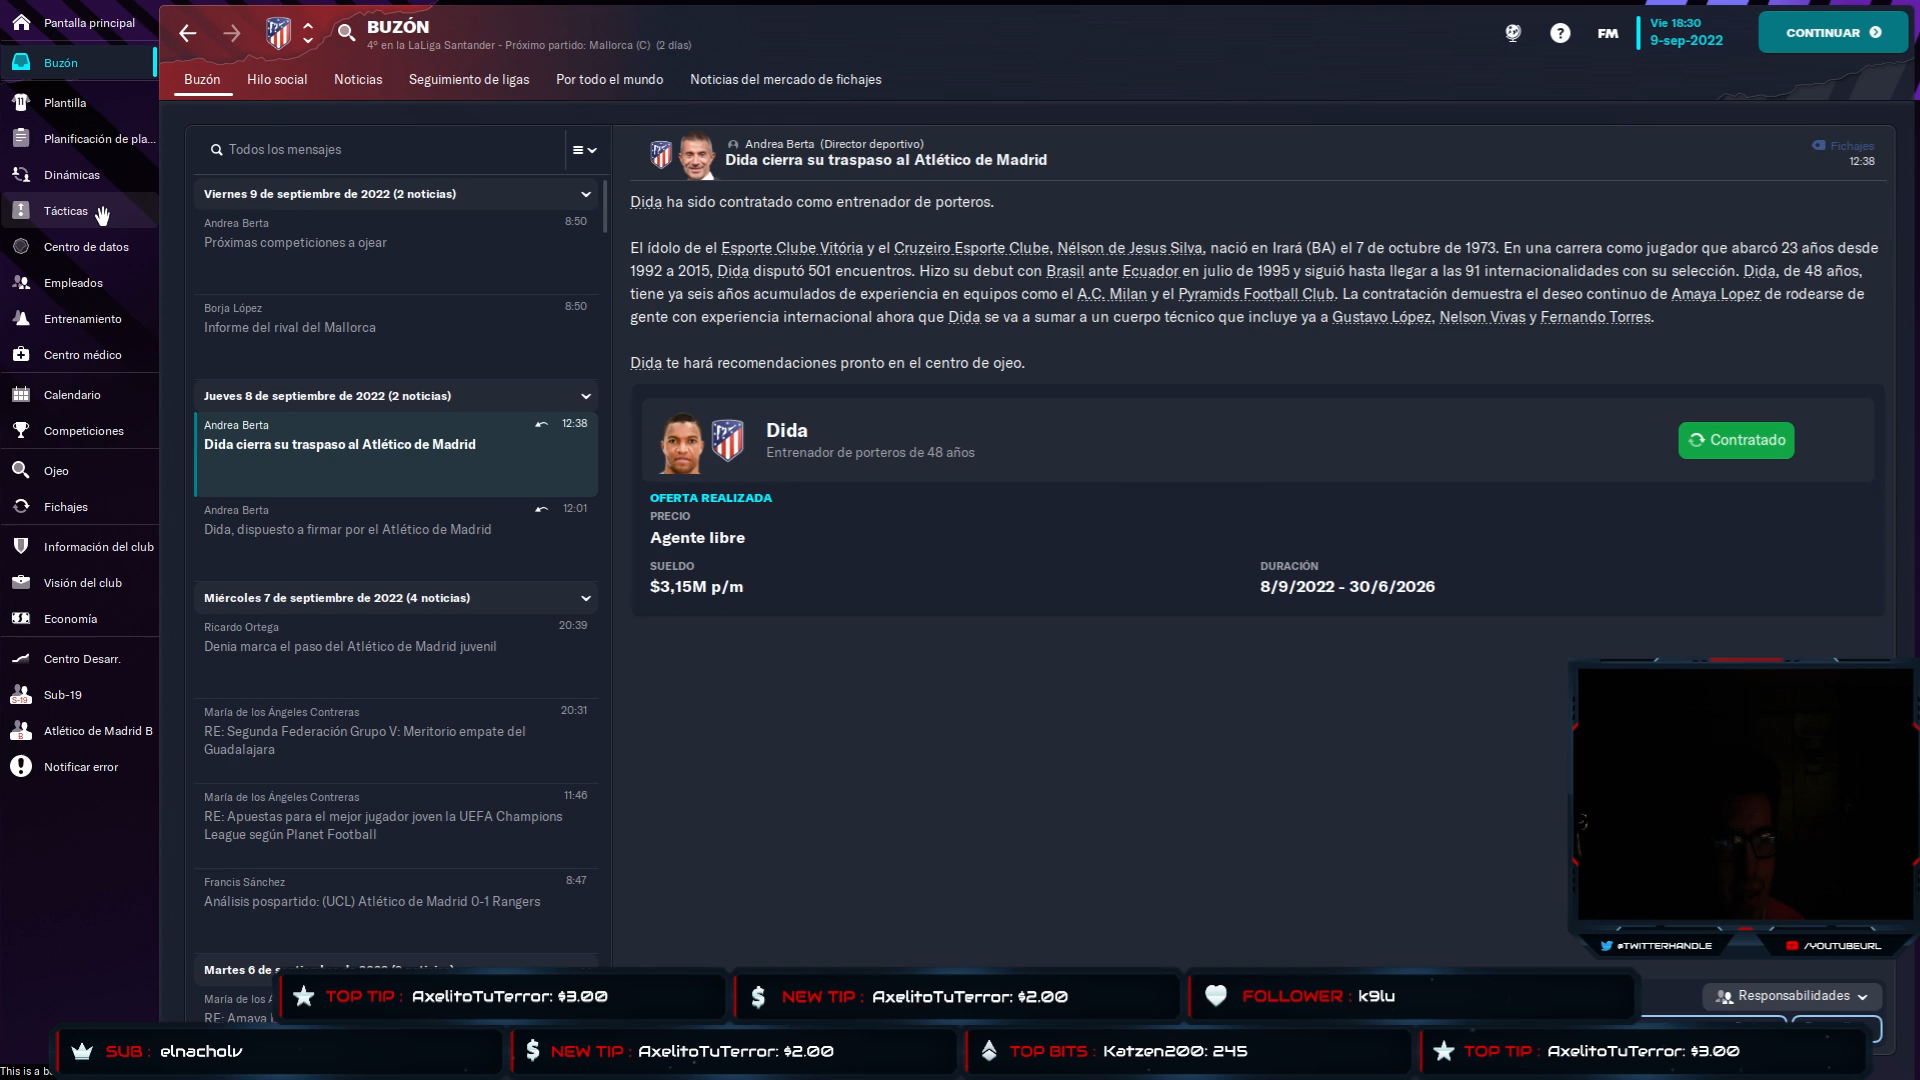 Pantalla principal
Buzón
Plantilla
Planificación de pla...
Dinámicas
Tácticas
Centro de datos
Empleados
Entrenamiento
Centro médico
Calendario
Competiciones
Ojeo
Fichajes
Información del club
Visión del club
Economía
Centro Desarr.
Sub-19
Atlético de Madrid B
Notificar error
BUZÓN
4º en la LaLiga Santander - Próximo partido: Mallorca (C) (2 días)
FM
Vie 18:30
9-sep-2022
CONTINUAR
Buzón
Hilo social
Noticias
Seguimiento de ligas
Por todo el mundo
Noticias del mercado de fichajes
Todos los mensajes
Viernes 9 de septiembre de 2022 (2 noticias)
Andrea Berta 8:50
Próximas competiciones a ojear
Borja López 8:50
Informe del rival del Mallorca
Jueves 8 de septiembre de 2022 (2 noticias)
Andrea Berta 12:38
Dida cierra su traspaso al Atlético de Madrid
Andrea Berta 12:01
Dida, dispuesto a firmar por el Atlético de Madrid
Miércoles 7 de septiembre de 2022 (4 noticias)
Ricardo Ortega 20:39
Denia marca el paso del Atlético de Madrid juvenil
María de los Ángeles Contreras 20:31
RE: Segunda Federación Grupo V: Meritorio empate del
Guadalajara
María de los Ángeles Contreras 11:46
RE: Apuestas para el mejor jugador joven la UEFA Champions
League según Planet Football
Francis Sánchez 8:47
Análisis pospartido: (UCL) Atlético de Madrid 0-1 Rangers
Martes 6 de
María de los Á
RE: Amaya
Andrea Berta (Director deportivo)
Dida cierra su traspaso al Atlético de Madrid
Fichajes
12:38
Dida ha sido contratado como entrenador de porteros.
El ídolo de el Esporte Clube Vitória y el Cruzeiro Esporte Clube, Nélson de Jesus Silva, nació en Irará (BA) el 7 de octubre de 1973. En una carrera como jugador que abarcó 23 años desde
1992 a 2015, Dida disputó 501 encuentros. Hizo su debut con Brasil ante Ecuador en julio de 1995 y siguió hasta llegar a las 91 internacionalidades con su selección. Dida, de 48 años,
tiene ya seis años acumulados de experiencia en equipos como el A.C. Milan y el Pyramids Football Club. La contratación demuestra el deseo continuo de Amaya Lopez de rodearse de
gente con experiencia internacional ahora que Dida se va a sumar a un cuerpo técnico que incluye ya a Gustavo López, Nelson Vivas y Fernando Torres.
Dida te hará recomendaciones pronto en el centro de ojeo.
Dida
Entrenador de porteros de 48 años
Contratado
OFERTA REALIZADA
PRECIO
Agente libre
SUELDO
$3,15M p/m
DURACIÓN
8/9/2022 - 30/6/2026
@TWITTERHANDLE
/YOUTUBEURL
Responsabilidades
TOP TIP : AxelitoTuTerror: $3.00
NEW TIP : AxelitoTuTerror: $2.00
FOLLOWER : k9lu
SUB : elnacholv
NEW TIP : AxelitoTuTerror: $2.00
TOP BITS : Katzen200: 245
TOP TIP : AxelitoTuTerror: $3.00
This is a b